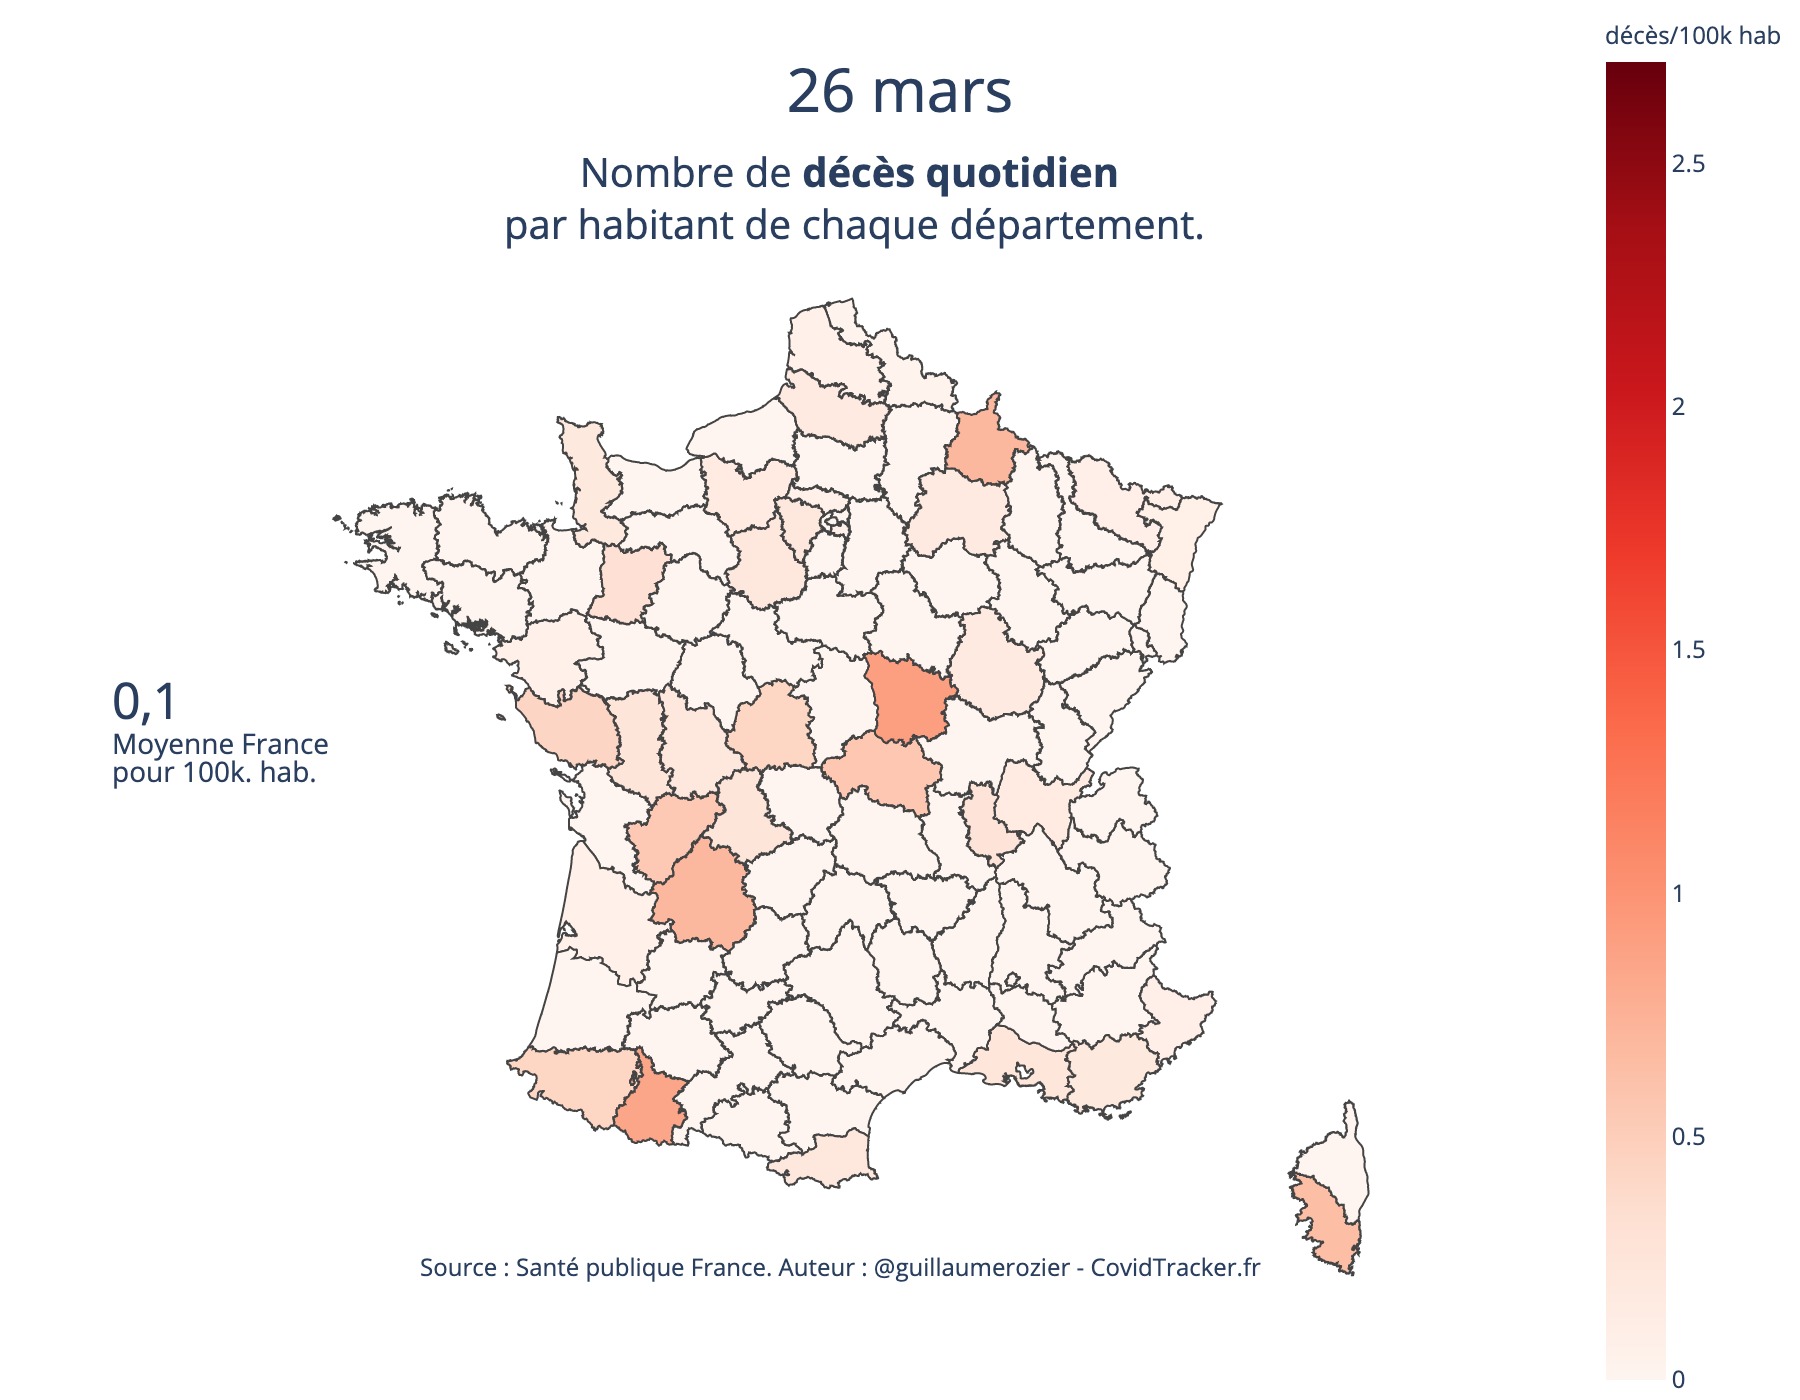 26 mars
Nombre de décès quotidien
par habitant de chaque département.
décès/100k hab
2.5
2
1.5
1
0.5
0
0,1
Moyenne France
pour 100k. hab.
Source : Santé publique France. Auteur : @guillaumerozier - CovidTracker.fr